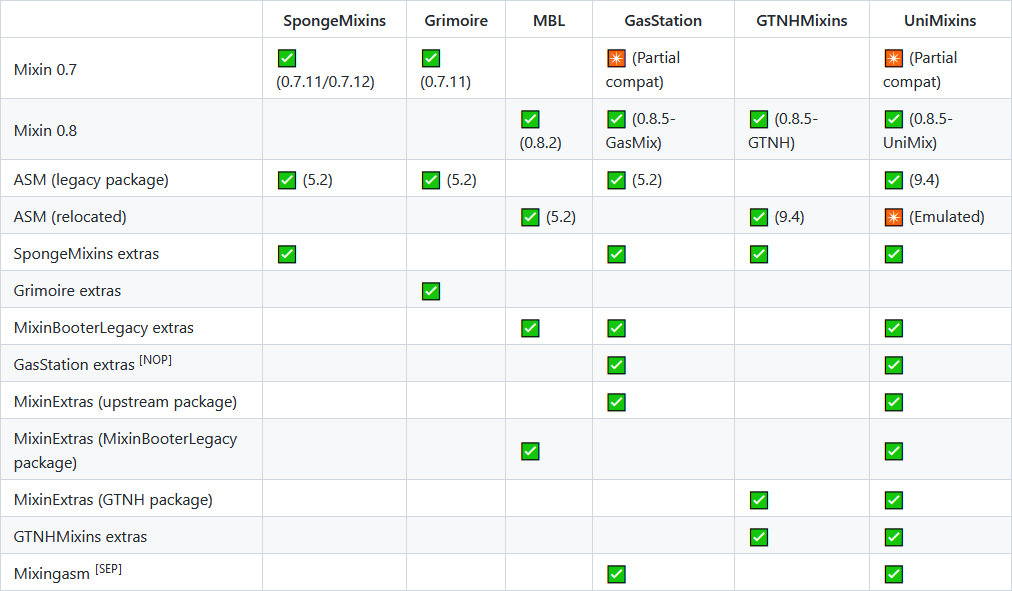 SpongeMixins Grimoire MBL GasStation GTNHMixins UniMixins
Mixin 0.7 ✅ (0.7.11/0.7.12) ✅ (0.7.11) 💥 (Partial compat) 💥 (Partial compat)
Mixin 0.8 ✅ (0.8.2) ✅ (0.8.5-GasMix) ✅ (0.8.5-GTNH) ✅ (0.8.5-UniMix)
ASM (legacy package) ✅ (5.2) ✅ (5.2) ✅ (5.2) ✅ (9.4)
ASM (relocated) ✅ (5.2) ✅ (9.4) 💥 (Emulated)
SpongeMixins extras ✅ ✅ ✅ ✅
Grimoire extras ✅
MixinBooterLegacy extras ✅ ✅ ✅
GasStation extras [NOP] ✅ ✅
MixinExtras (upstream package) ✅ ✅
MixinExtras (MixinBooterLegacy package) ✅ ✅
MixinExtras (GTNH package) ✅ ✅
GTNHMixins extras ✅ ✅
Mixingasm [SEP] ✅ ✅